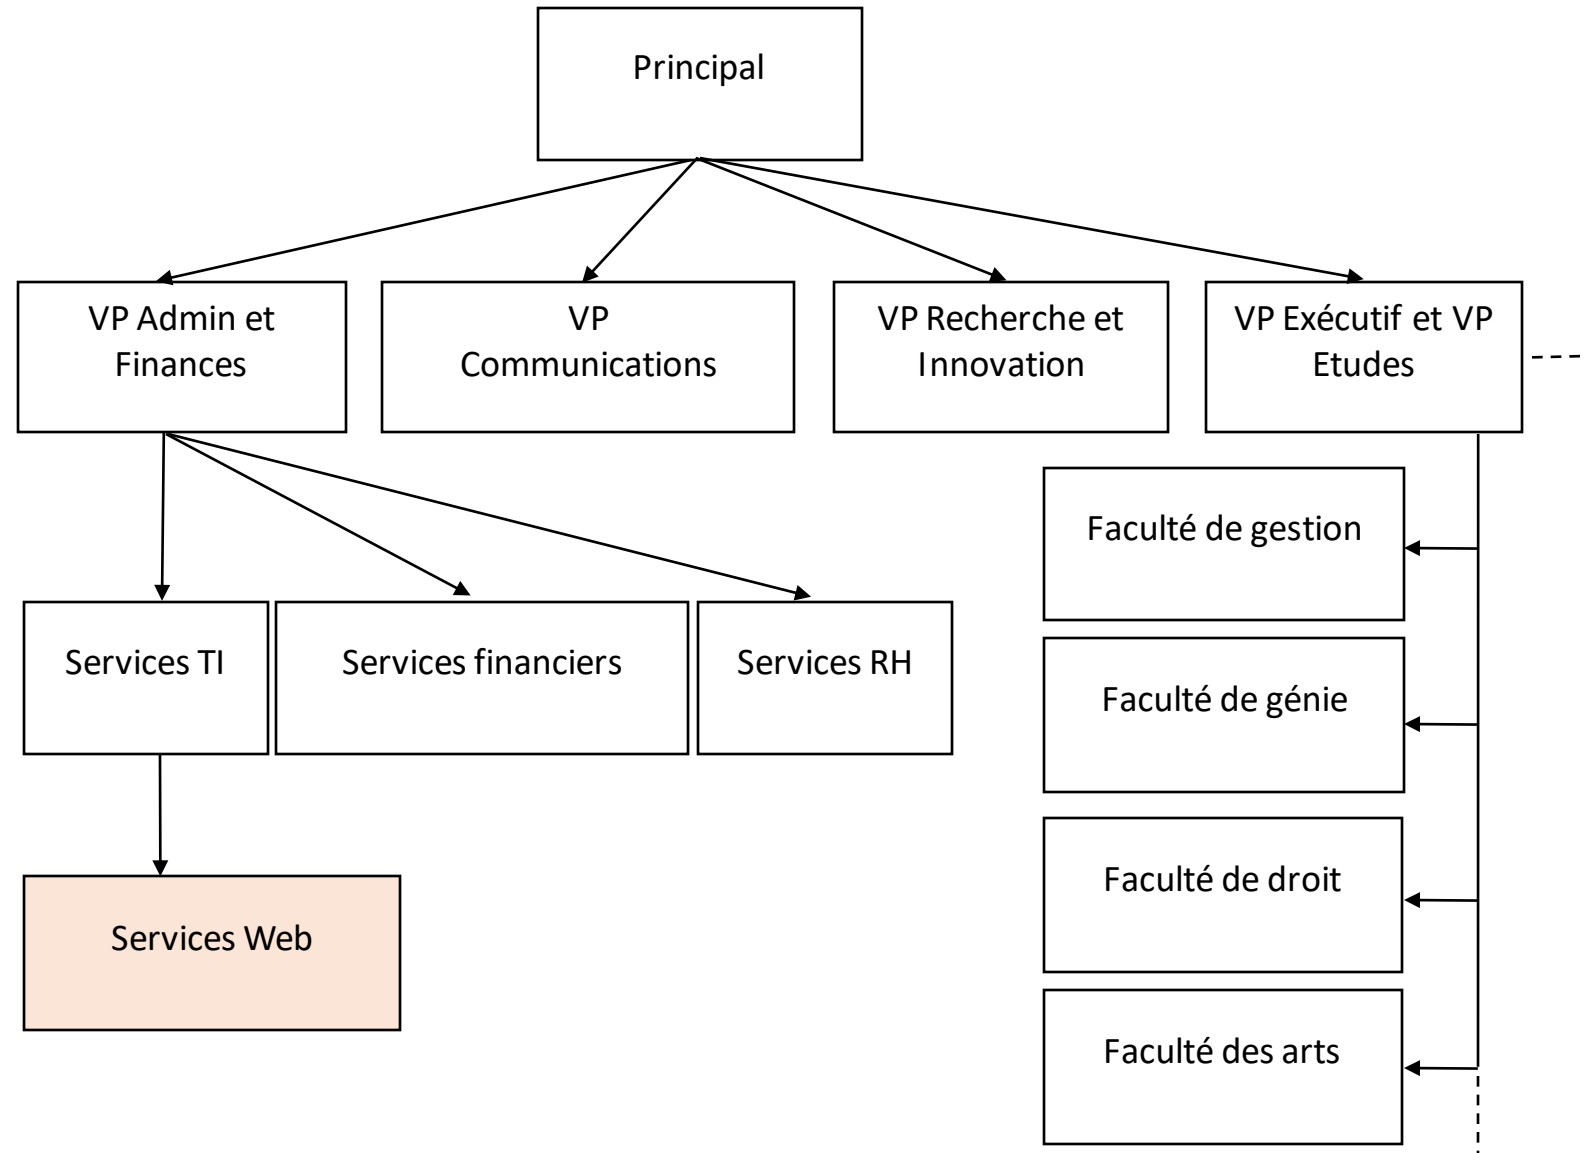 Principal
VP Admin et
Finances
VP
Communications
VP Recherche et
Innovation
VP Exécutif et VP
Etudes
Faculté de gestion
Services TI
Services financiers
Services RH
Faculté de génie
Faculté de droit
Services Web
Faculté des arts